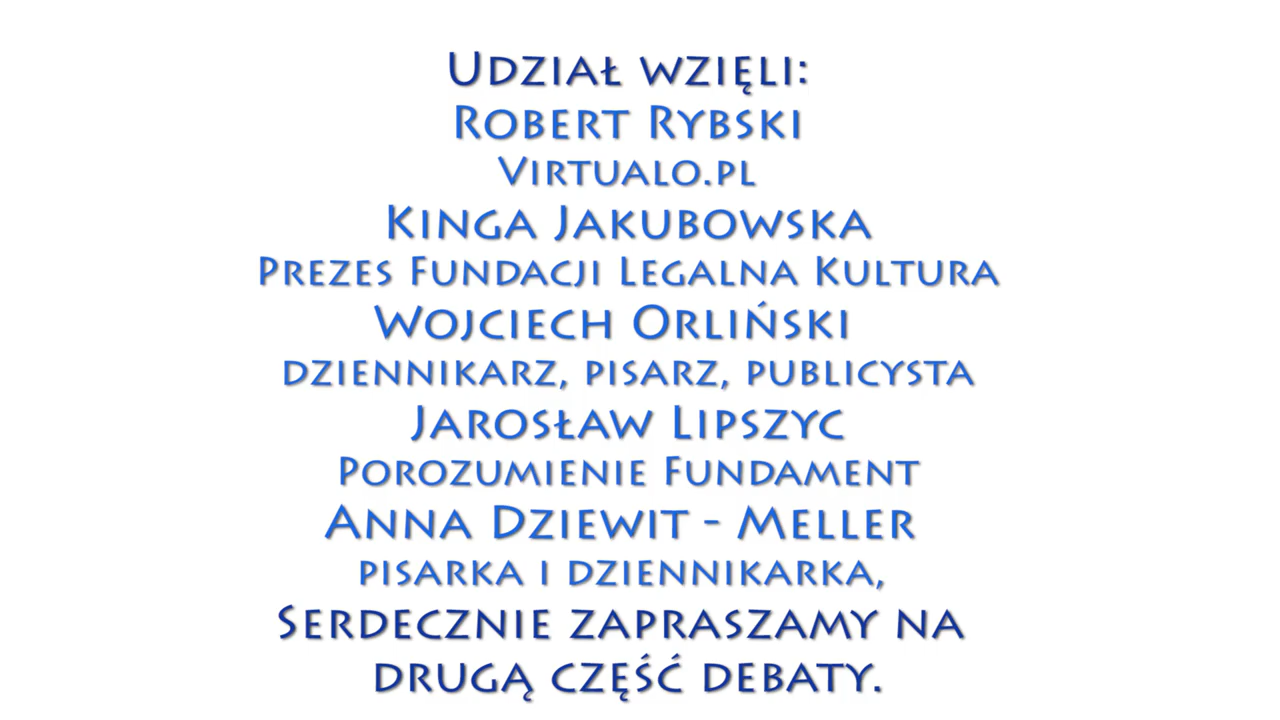 Udział wzięli:
Robert Rybski
Virtualo.pl
Kinga Jakubowska
Prezes Fundacji Legalna Kultura
Wojciech Orliński
dziennikarz, pisarz, publicysta
Jarosław Lipszyc
Porozumienie Fundament
Anna Dziewit - Meller
pisarka i dziennikarka,
Serdecznie zapraszamy na
drugą część debaty.